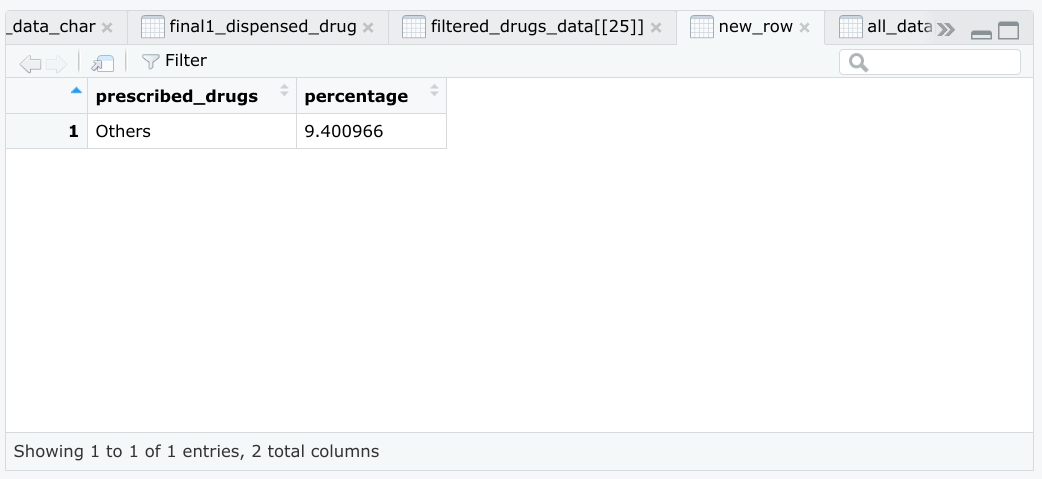 _data_char final1_dispensed_drug filtered_drugs_data[[25]] new_row all_data
Filter
prescribed_drugs percentage
1 Others 9.400966
Showing 1 to 1 of 1 entries, 2 total columns